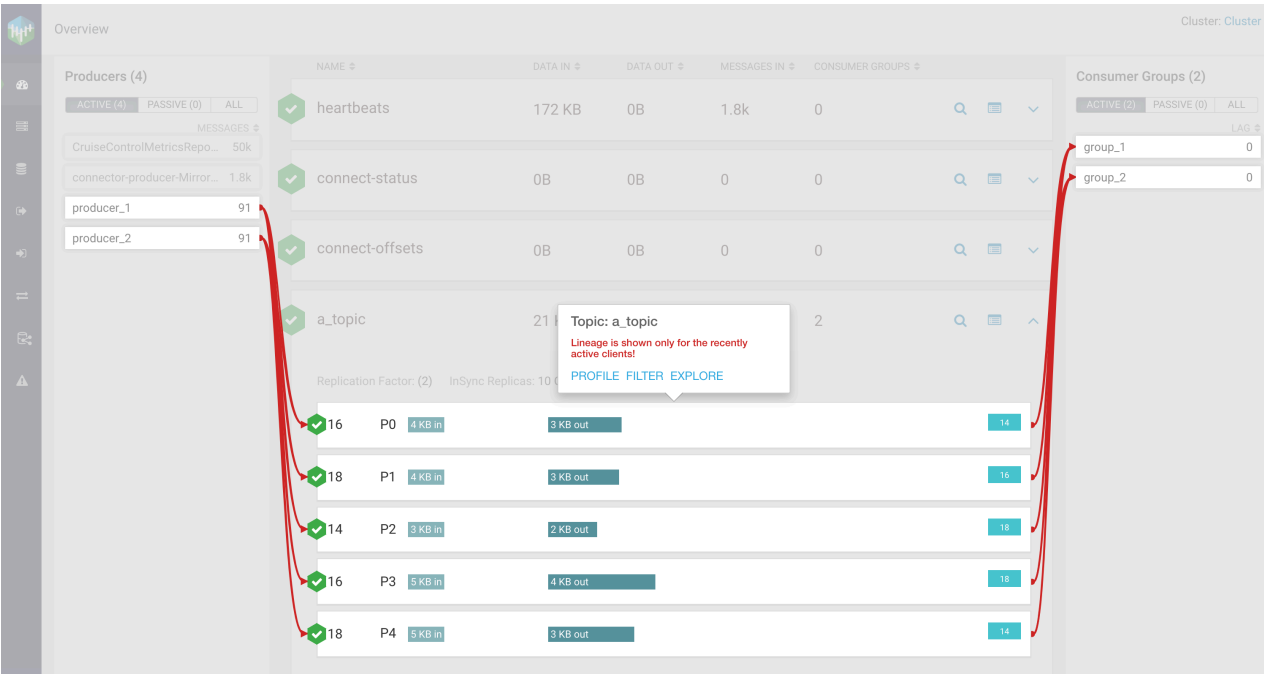 Overview
Cluster: Cluster
Producers (4)
ACTIVE (4) PASSIVE (0) ALL
MESSAGES
CruiseControlMetricsRepo... 50k
connector-producer-Mirror... 1.8k
producer_1 91
producer_2 91
NAME DATA IN DATA OUT MESSAGES IN CONSUMER GROUPS
heartbeats 172 KB 0B 1.8k 0
connect-status 0B 0B 0 0
connect-offsets 0B 0B 0 0
a_topic 21 2
Topic: a_topic
Lineage is shown only for the recently
active clients!
PROFILE FILTER EXPLORE
Replication Factor: (2) InSync Replicas: 10
16 P0 4 KB in 3 KB out 14
18 P1 4 KB in 3 KB out 16
14 P2 3 KB in 2 KB out 18
16 P3 5 KB in 4 KB out 18
18 P4 5 KB in 3 KB out 14
Consumer Groups (2)
ACTIVE (2) PASSIVE (0) ALL
LAG
group_1 0
group_2 0